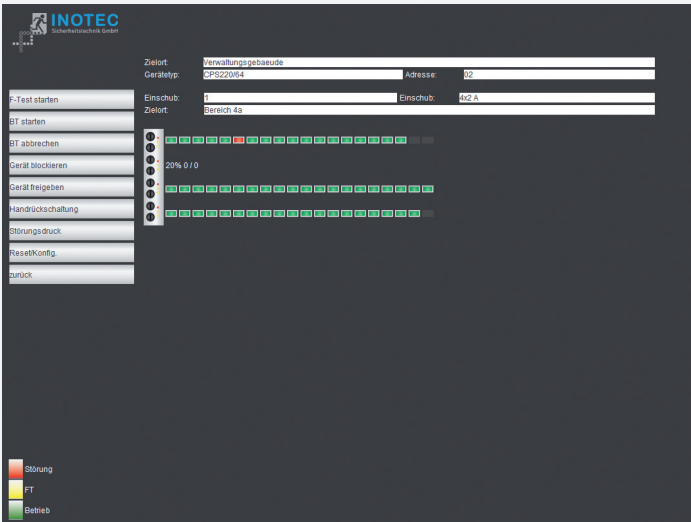 INOTEC
Sicherheitstechnik GmbH
Zielort: Verwaltungsgebaeude
Gerätetyp: CPS220/64 Adresse: 02
Einschub: 1 Einschub: 4x2 A
Zielort: Bereich 4a
F-Test starten
BT starten
BT abbrechen
Gerät blockieren
Gerät freigeben
Handrückschaltung
Störungsdruck
Reset/Konfig.
zurück
20% 0 / 0
Störung
FT
Betrieb